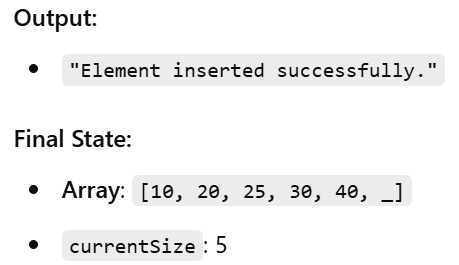 Output:
• "Element inserted successfully."
Final State:
• Array: [10, 20, 25, 30, 40, _]
• currentSize: 5